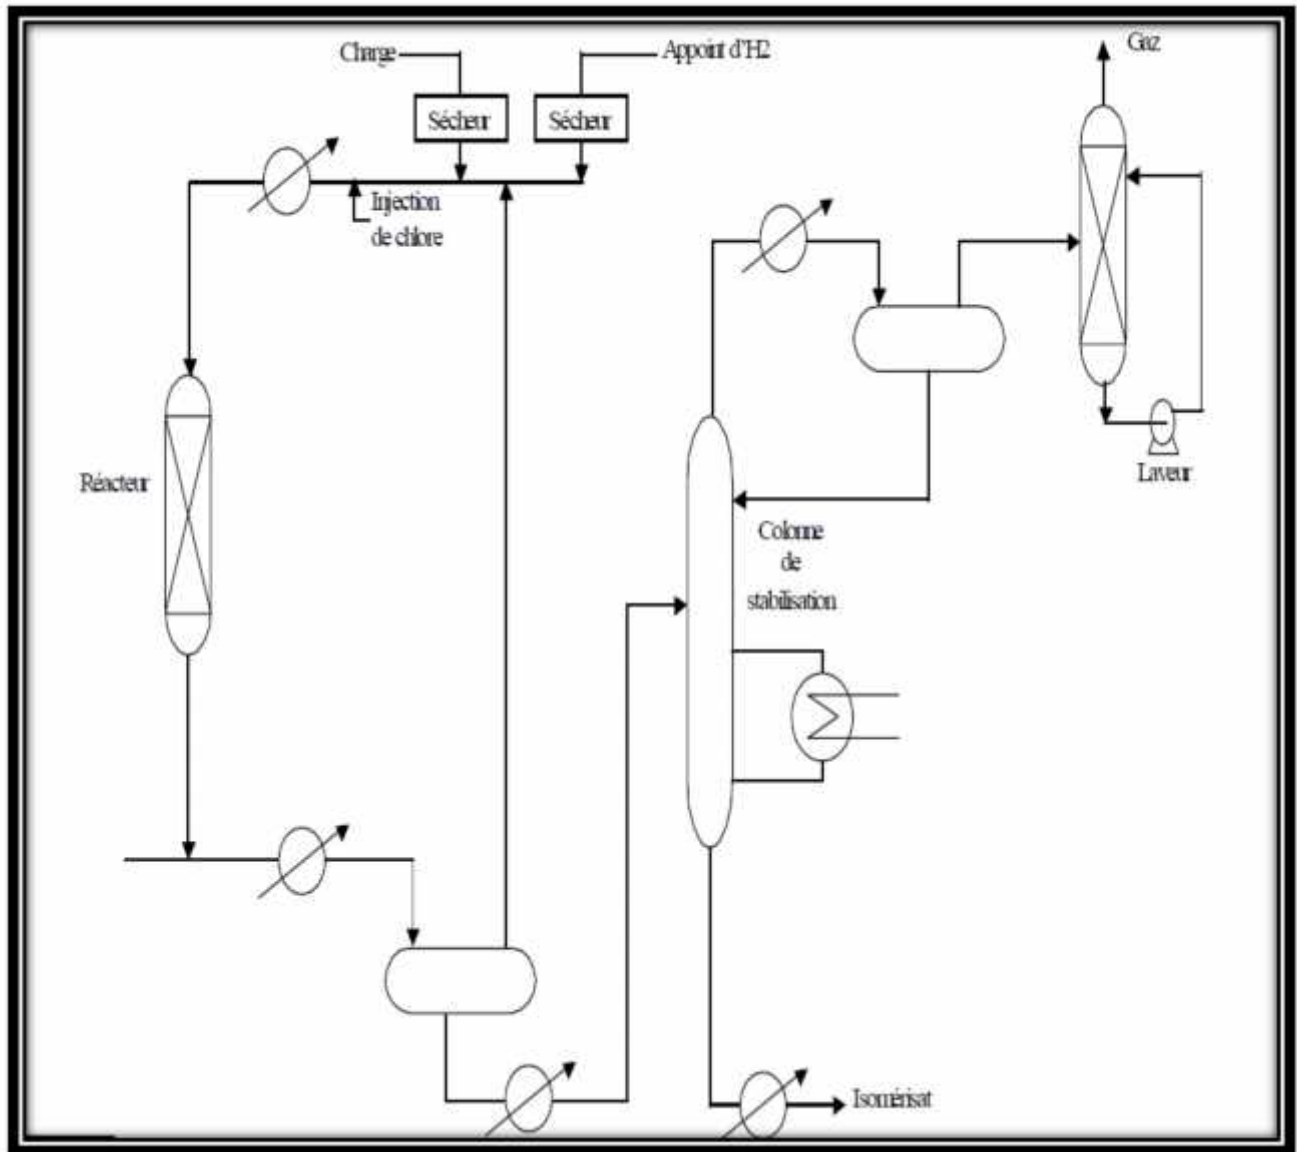 Charge
Appoint d'H2
Gaz
Sécheur
Sécheur
Injection
de chlore
Laveur
Réacteur
Colonne
de
stabilisation
Isomérisat